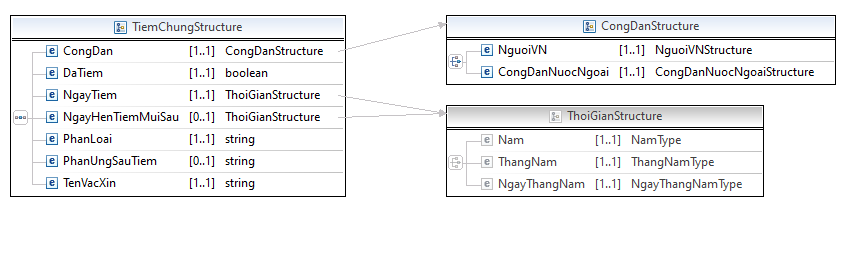 TiemChungStructure
CongDan [1..1] CongDanStructure
DaTiem [1..1] boolean
NgayTiem [1..1] ThoiGianStructure
NgayHenTiemMuiSau [0..1] ThoiGianStructure
PhanLoai [1..1] string
PhanUngSauTiem [0..1] string
TenVacXin [1..1] string
CongDanStructure
NguoiVN [1..1] NguoiVNStructure
CongDanNuocNgoai [1..1] CongDanNuocNgoaiStructure
ThoiGianStructure
Nam [1..1] NamType
ThangNam [1..1] ThangNamType
NgayThangNam [1..1] NgayThangNamType